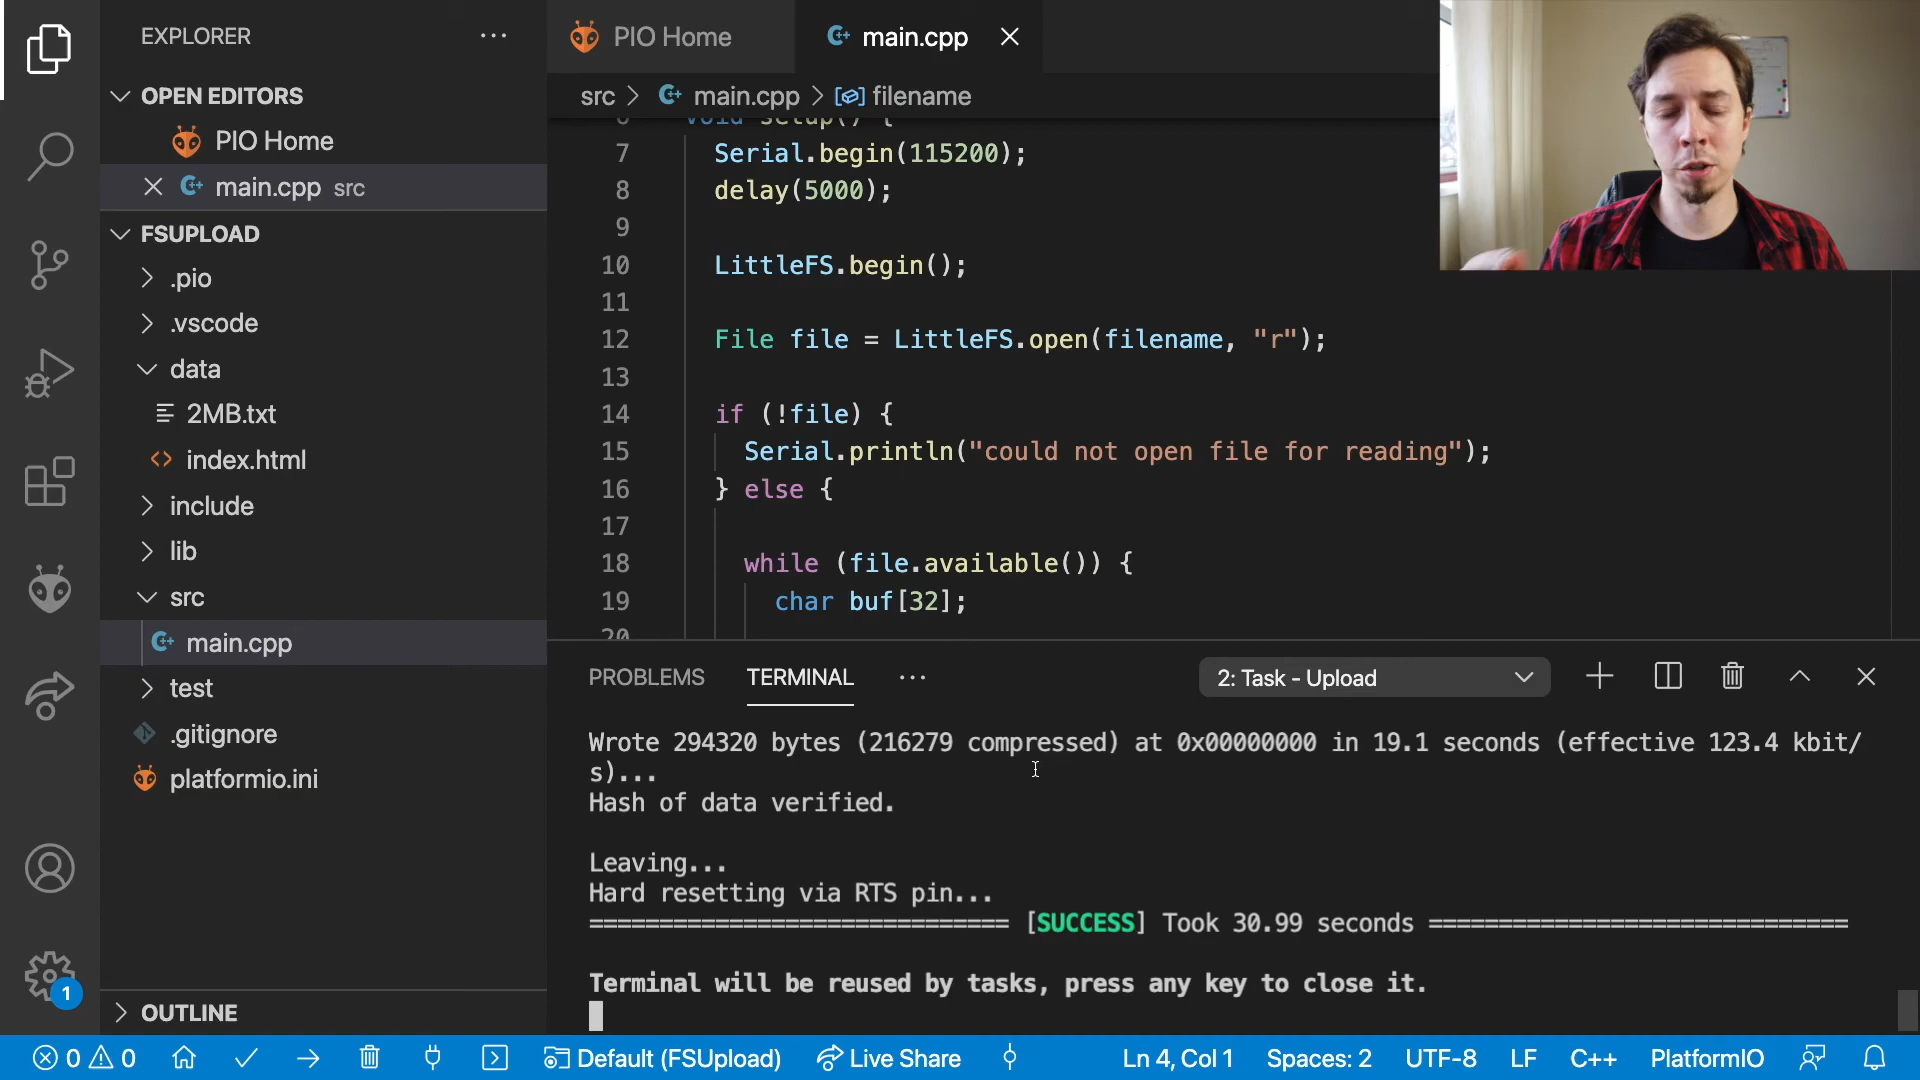 EXPLORER
OPEN EDITORS
PIO Home
main.cpp src
FSUPLOAD
.pio
.vscode
data
2MB.txt
index.html
include
lib
src
main.cpp
test
.gitignore
platformio.ini
OUTLINE
PIO Home
main.cpp
src > main.cpp > filename
void setup() {
7 Serial.begin(115200);
8 delay(5000);
9
10 LittleFS.begin();
11
12 File file = LittleFS.open(filename, "r");
13
14 if (!file) {
15 Serial.println("could not open file for reading");
16 } else {
17
18 while (file.available()) {
19 char buf[32];
20
PROBLEMS TERMINAL ··· 2: Task - Upload
Wrote 294320 bytes (216279 compressed) at 0x00000000 in 19.1 seconds (effective 123.4 kbit/
s)...
Hash of data verified.
Leaving...
Hard resetting via RTS pin...
============================== [SUCCESS] Took 30.99 seconds ==============================
Terminal will be reused by tasks, press any key to close it.
1
0 0 Default (FSUpload) Live Share Ln 4, Col 1 Spaces: 2 UTF-8 LF C++ PlatformIO